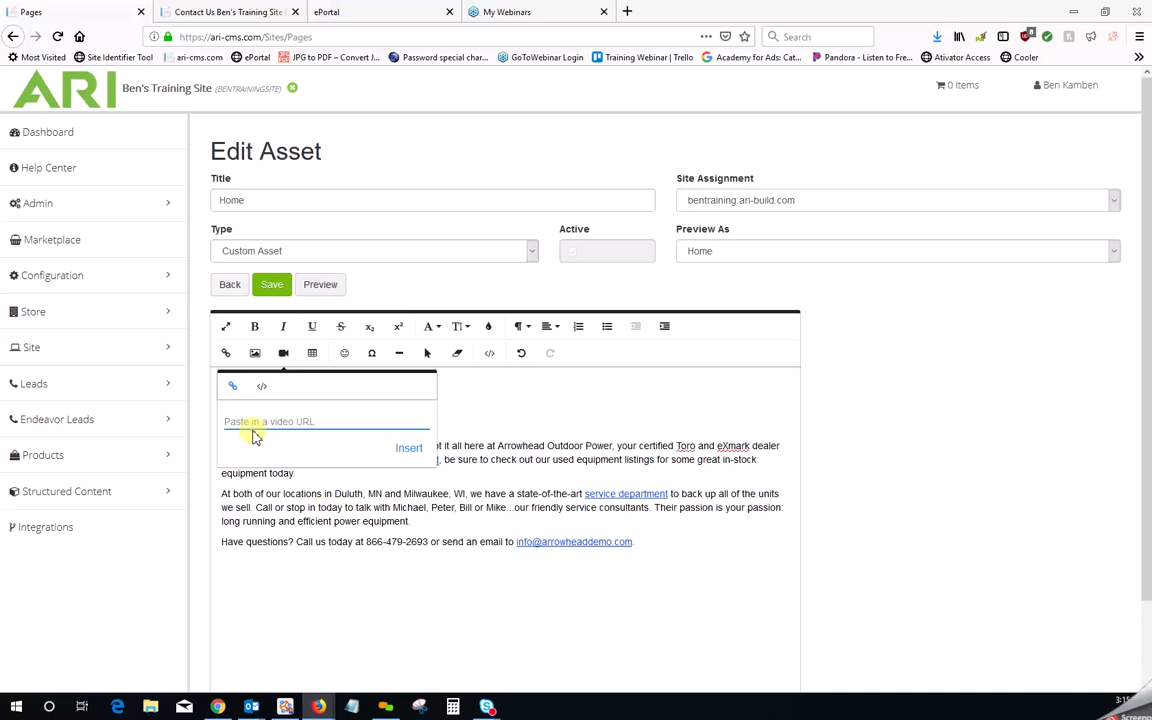 Pages
Contact Us Ben's Training Site
ePortal
My Webinars
https://ari-cms.com/Sites/Pages
Search
8
Most Visited
Site Identifier Tool
ari-cms.com
ePortal
JPG to PDF – Convert J...
Password special char...
GoToWebinar Login
Training Webinar | Trello
Academy for Ads: Cat...
Pandora - Listen to Fre...
Ativator Access
Cooler
ARI
Ben's Training Site (BENTRAININGSITE)
0 items
Ben Kamben
Dashboard
Help Center
Admin
Marketplace
Configuration
Store
Site
Leads
Endeavor Leads
Products
Structured Content
Integrations
Edit Asset
Title
Site Assignment
Home
bentraining.ari-build.com
Type
Active
Preview As
Custom Asset
Home
Back
Save
Preview
Paste in a video URL
Insert
ot it all here at Arrowhead Outdoor Power, your certified Toro and eXmark dealer
, be sure to check out our used equipment listings for some great in-stock
equipment today.
At both of our locations in Duluth, MN and Milwaukee, WI, we have a state-of-the-art service department to back up all of the units
we sell. Call or stop in today to talk with Michael, Peter, Bill or Mike...our friendly service consultants. Their passion is your passion:
long running and efficient power equipment.
Have questions? Call us today at 866-479-2693 or send an email to info@arrowheaddemo.com.